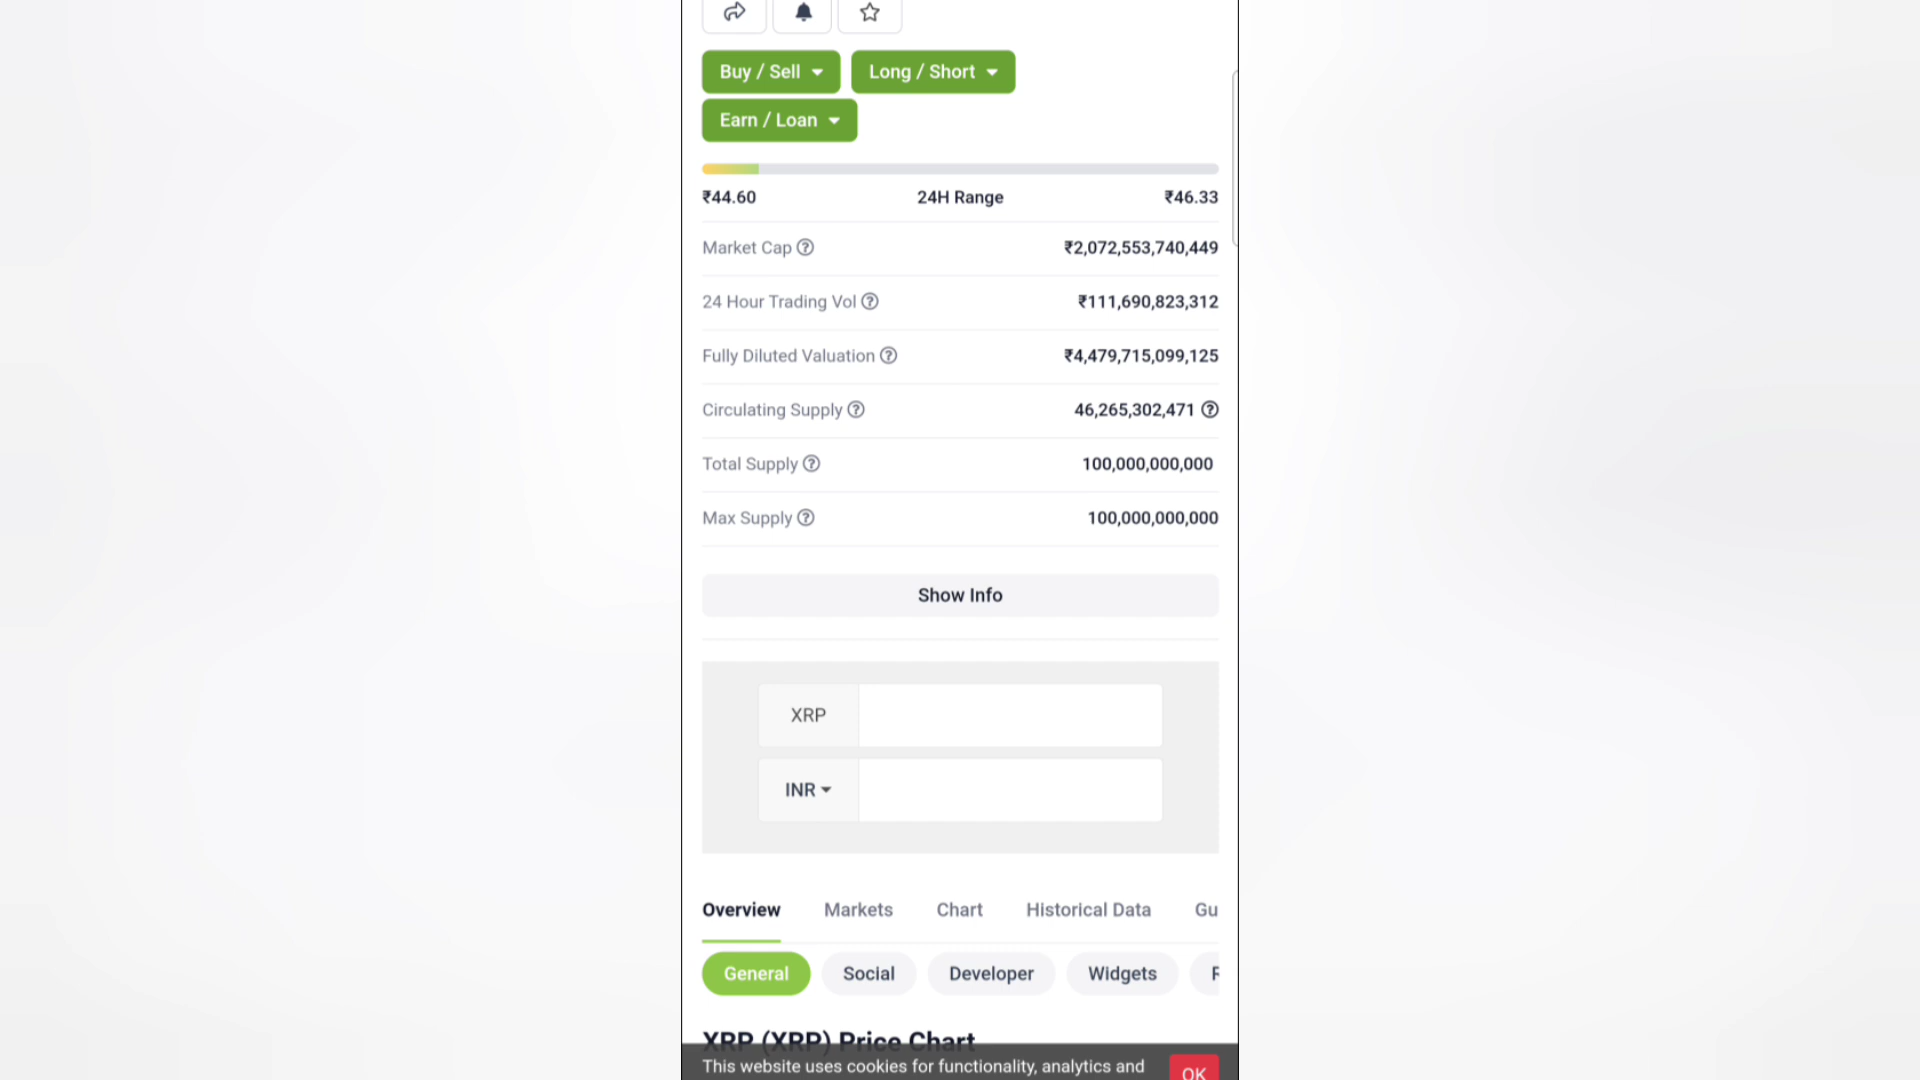 Buy / Sell Long / Short
Earn / Loan
₹44.60 24H Range ₹46.33
Market Cap ₹2,072,553,740,449
24 Hour Trading Vol ₹111,690,823,312
Fully Diluted Valuation ₹4,479,715,099,125
Circulating Supply 46,265,302,471
Total Supply 100,000,000,000
Max Supply 100,000,000,000
Show Info
XRP
INR
Overview Markets Chart Historical Data Gu
General Social Developer Widgets
XRP (XRP) Price Chart
This website uses cookies for functionality, analytics and OK